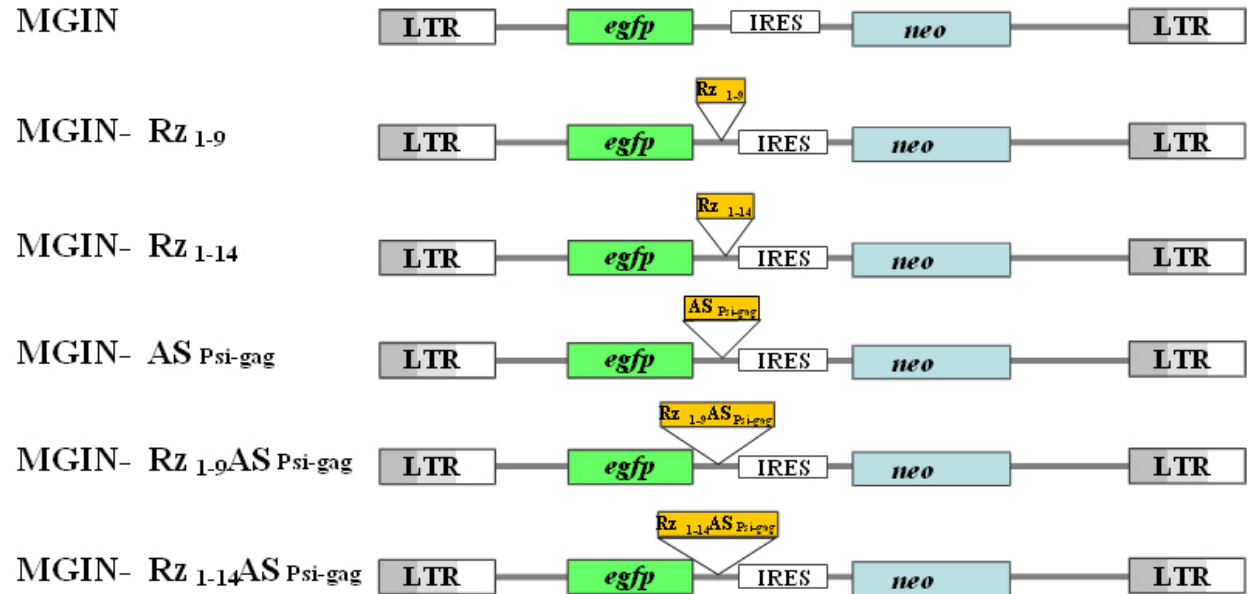 MGIN LTR egfp IRES neo LTR
Rz 1-9
MGIN- Rz 1-9 LTR egfp IRES neo LTR
Rz 1-14
MGIN- Rz 1-14 LTR egfp IRES neo LTR
AS Psi-gag
MGIN- AS Psi-gag LTR egfp IRES neo LTR
Rz 1-9AS Psi-gag
MGIN- Rz 1-9AS Psi-gag LTR egfp IRES neo LTR
Rz 1-14AS Psi-gag
MGIN- Rz 1-14AS Psi-gag LTR egfp IRES neo LTR